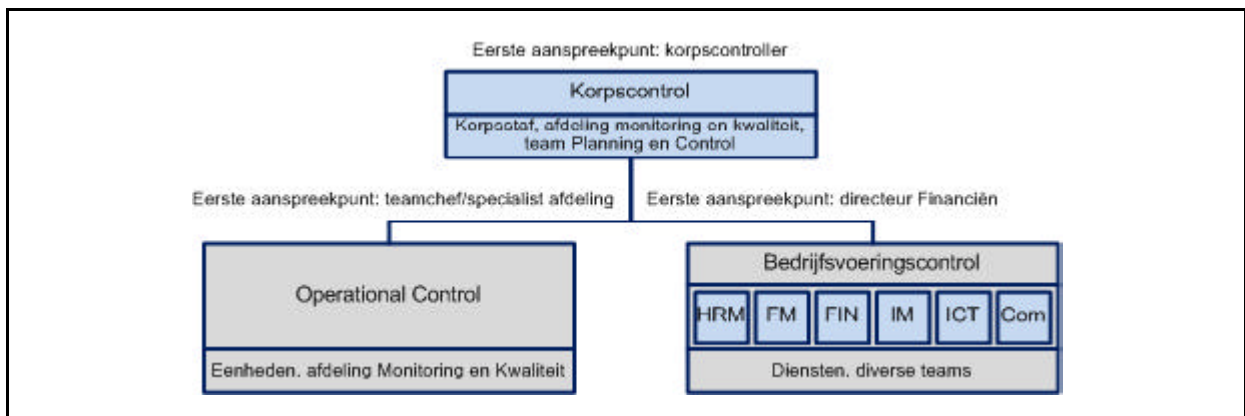 Eerste aanspreekpunt: korpscontroller
Korpscontrol
Korpsstaf, afdeling monitoring en kwaliteit,
team Planning en Control
Eerste aanspreekpunt: teamchef/specialist afdeling
Eerste aanspreekpunt: directeur Financiën
Operational Control
Eenheden. afdeling Monitoring en Kwaliteit
Bedrijfsvoeringscontrol
HRM FM FIN IM ICT Com
Diensten. diverse teams